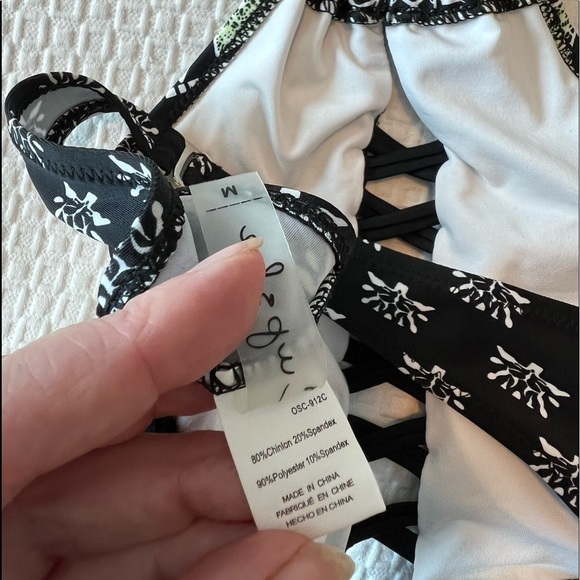 M
OSC-912C
80%Chinlon 20%Spandex
90%Polyester 10%Spandex
MADE IN CHINA
FABRIQUÉ EN CHINE
HECHO EN CHINA